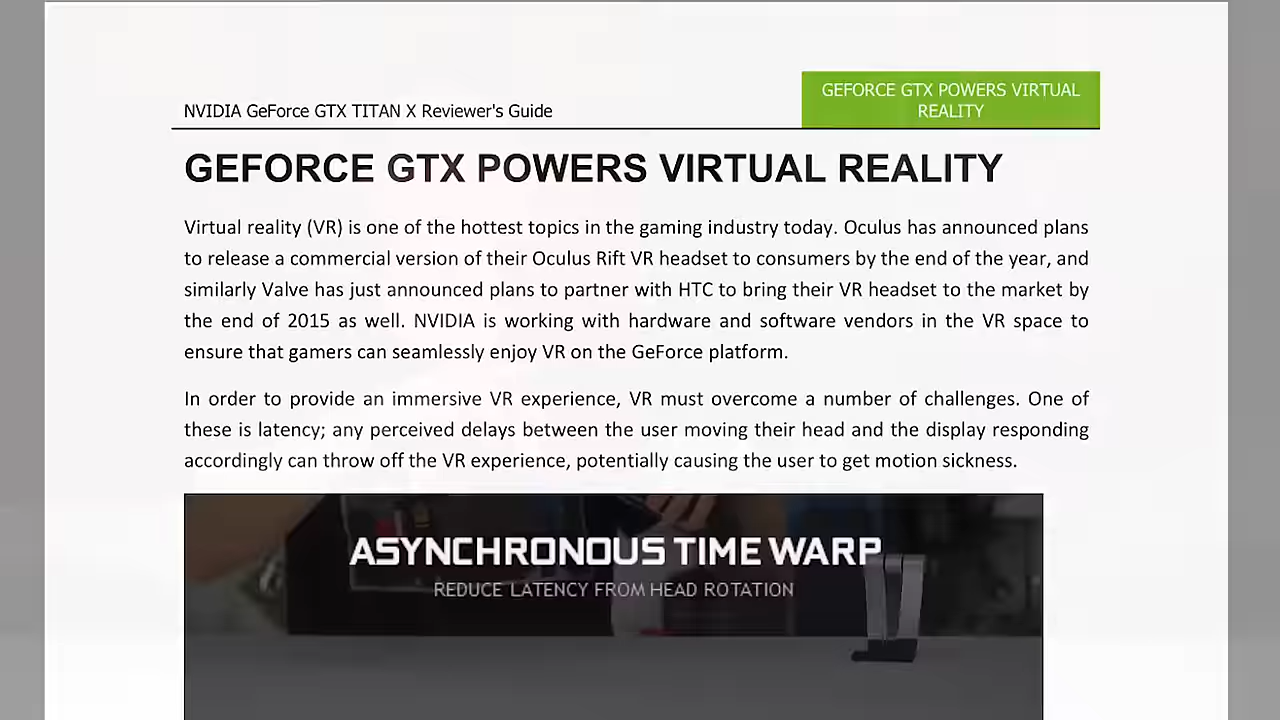 NVIDIA GeForce GTX TITAN X Reviewer's Guide
GEFORCE GTX POWERS VIRTUAL
REALITY
GEFORCE GTX POWERS VIRTUAL REALITY
Virtual reality (VR) is one of the hottest topics in the gaming industry today. Oculus has announced plans
to release a commercial version of their Oculus Rift VR headset to consumers by the end of the year, and
similarly Valve has just announced plans to partner with HTC to bring their VR headset to the market by
the end of 2015 as well. NVIDIA is working with hardware and software vendors in the VR space to
ensure that gamers can seamlessly enjoy VR on the GeForce platform.
In order to provide an immersive VR experience, VR must overcome a number of challenges. One of
these is latency; any perceived delays between the user moving their head and the display responding
accordingly can throw off the VR experience, potentially causing the user to get motion sickness.
ASYNCHRONOUS TIME WARP
REDUCE LATENCY FROM HEAD ROTATION